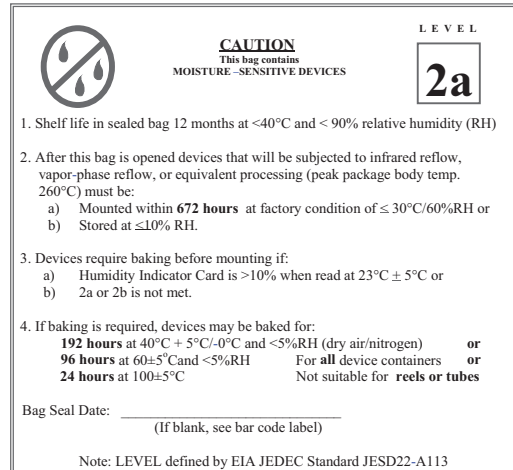 LEVEL
CAUTION
This bag contains
MOISTURE –SENSITIVE DEVICES
2a
1. Shelf life in sealed bag 12 months at <40°C and < 90% relative humidity (RH)
2. After this bag is opened devices that will be subjected to infrared reflow,
vapor-phase reflow, or equivalent processing (peak package body temp.
260°C) must be:
a) Mounted within 672 hours at factory condition of ≤ 30°C/60%RH or
b) Stored at ≤10% RH.
3. Devices require baking before mounting if:
a) Humidity Indicator Card is >10% when read at 23°C ± 5°C or
b) 2a or 2b is not met.
4. If baking is required, devices may be baked for:
192 hours at 40°C + 5°C/-0°C and <5%RH (dry air/nitrogen) or
96 hours at 60±5°Cand <5%RH For all device containers or
24 hours at 100±5°C Not suitable for reels or tubes
Bag Seal Date: ______________________________
(If blank, see bar code label)
Note: LEVEL defined by EIA JEDEC Standard JESD22-A113